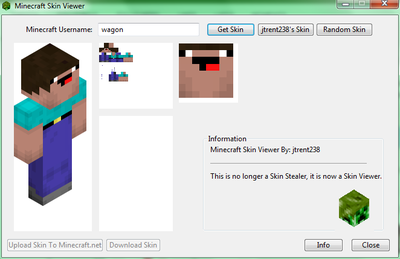 Minecraft Skin Viewer
Minecraft Username: wagon Get Skin jtrent238's Skin Random Skin
Information
Minecraft Skin Viewer By: jtrent238
This is no longer a Skin Stealer, it is now a Skin Viewer.
Upload Skin To Minecraft.net Download Skin Info Close